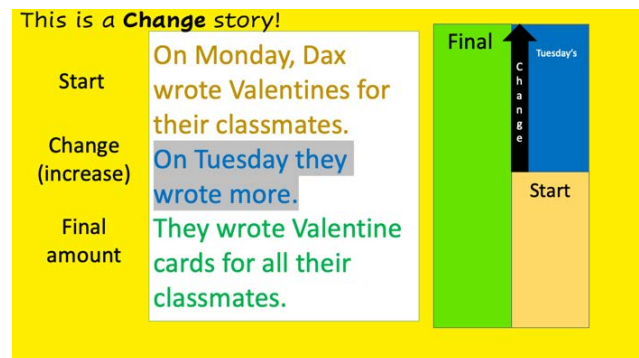 This is a Change story!
Start
Change
(increase)
Final
amount
On Monday, Dax
wrote Valentines for
their classmates.
On Tuesday they
wrote more.
They wrote Valentine
cards for all their
classmates.
Final
Change
Tuesday's
Start